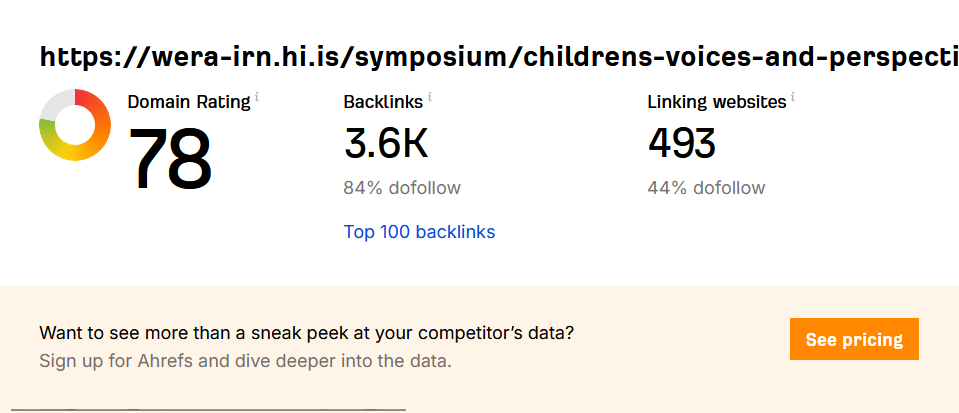 https://wera-irn.hi.is/symposium/childrens-voices-and-perspecti
Domain Rating i
Backlinks i
Linking websites i
78
3.6K
493
84% dofollow
44% dofollow
Top 100 backlinks
Want to see more than a sneak peek at your competitor’s data?
Sign up for Ahrefs and dive deeper into the data.
See pricing